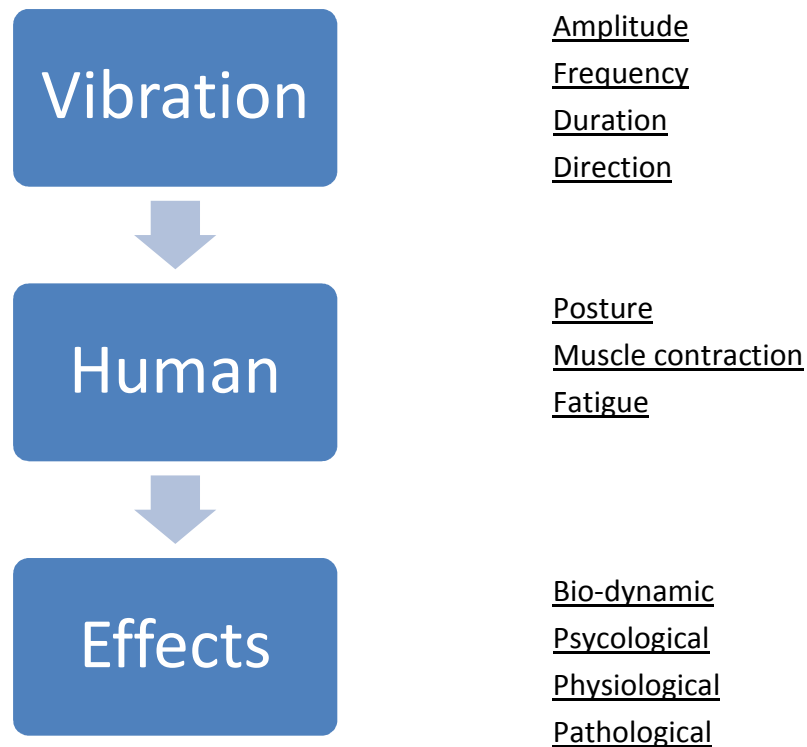 Vibration
Amplitude
Frequency
Duration
Direction
Human
Posture
Muscle contraction
Fatigue
Effects
Bio-dynamic
Psycological
Physiological
Pathological